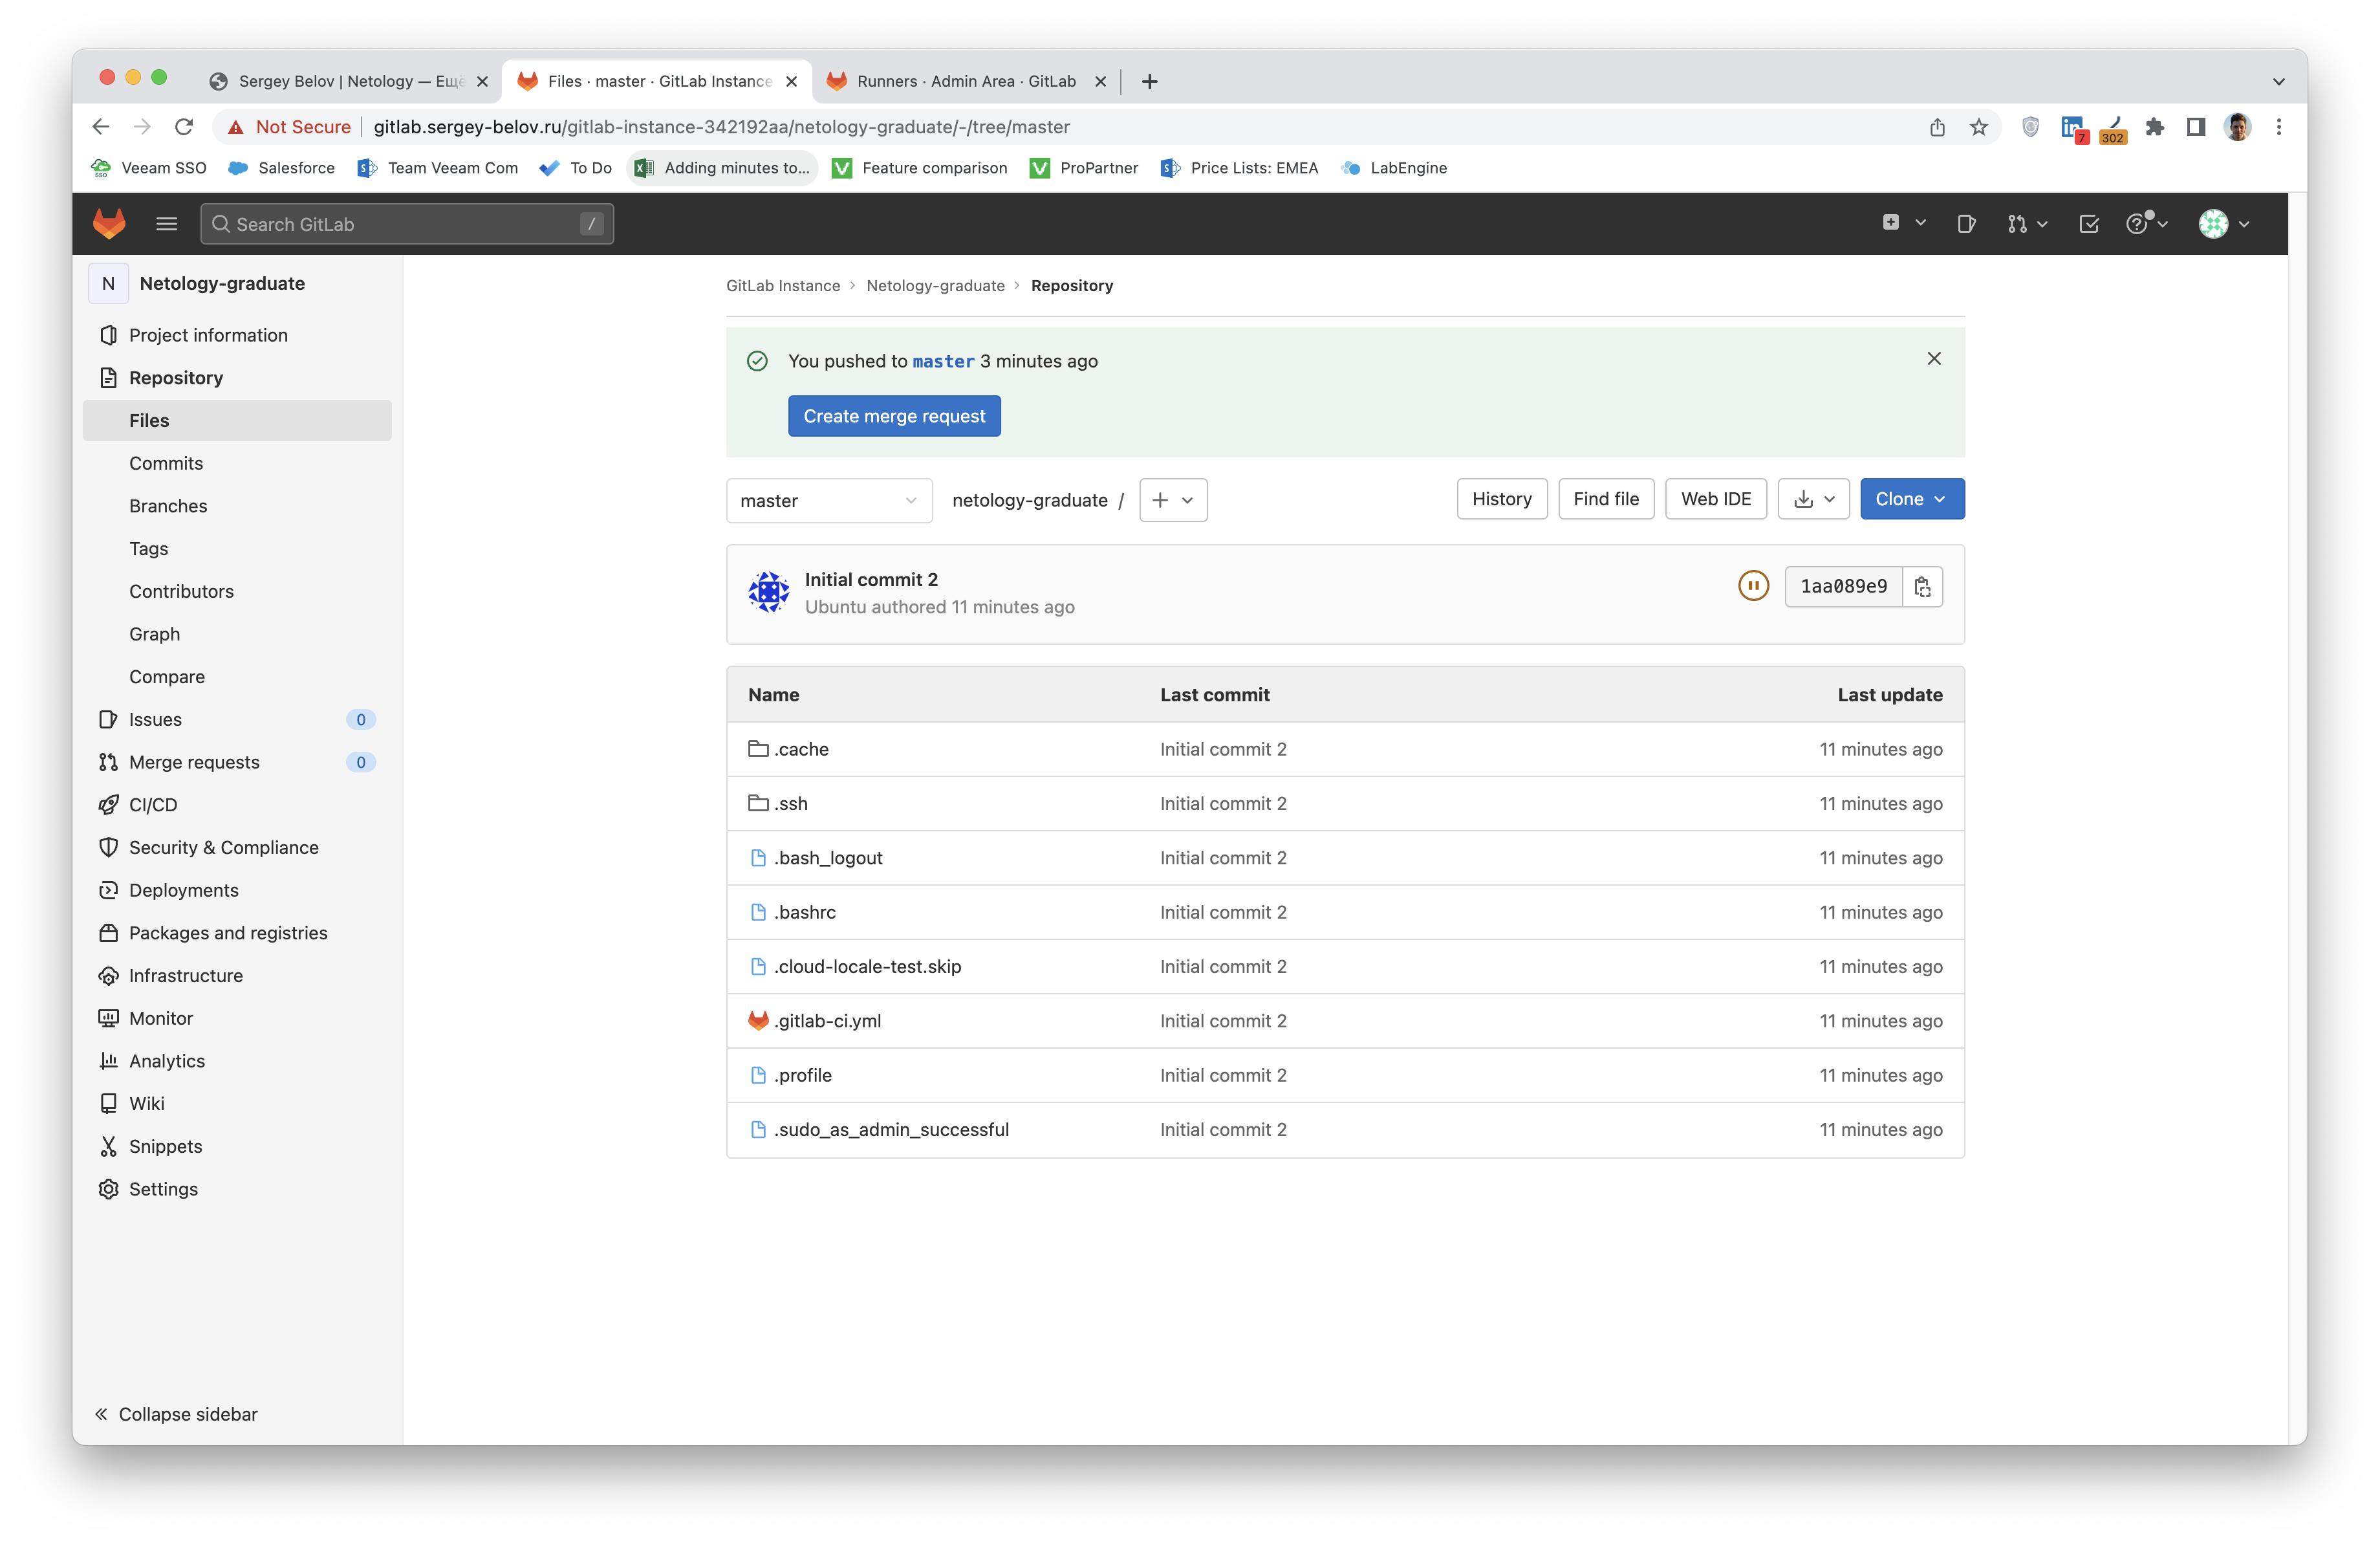 Sergey Belov | Netology — Ещё
Files · master · GitLab Instance
Runners · Admin Area · GitLab
Not Secure
gitlab.sergey-belov.ru/gitlab-instance-342192aa/netology-graduate/-/tree/master
7
302
SSO
Veeam SSO
Salesforce
Team Veeam Com
To Do
Adding minutes to...
Feature comparison
ProPartner
Price Lists: EMEA
LabEngine
Search GitLab
/
N
Netology-graduate
Project information
Repository
Files
Commits
Branches
Tags
Contributors
Graph
Compare
Issues 0
Merge requests 0
CI/CD
Security & Compliance
Deployments
Packages and registries
Infrastructure
Monitor
Analytics
Wiki
Snippets
Settings
Collapse sidebar
GitLab Instance > Netology-graduate > Repository
You pushed to master 3 minutes ago
Create merge request
master
netology-graduate /
History
Find file
Web IDE
Clone
Initial commit 2
Ubuntu authored 11 minutes ago
1aa089e9
Name Last commit Last update
.cache Initial commit 2 11 minutes ago
.ssh Initial commit 2 11 minutes ago
.bash_logout Initial commit 2 11 minutes ago
.bashrc Initial commit 2 11 minutes ago
.cloud-locale-test.skip Initial commit 2 11 minutes ago
.gitlab-ci.yml Initial commit 2 11 minutes ago
.profile Initial commit 2 11 minutes ago
.sudo_as_admin_successful Initial commit 2 11 minutes ago